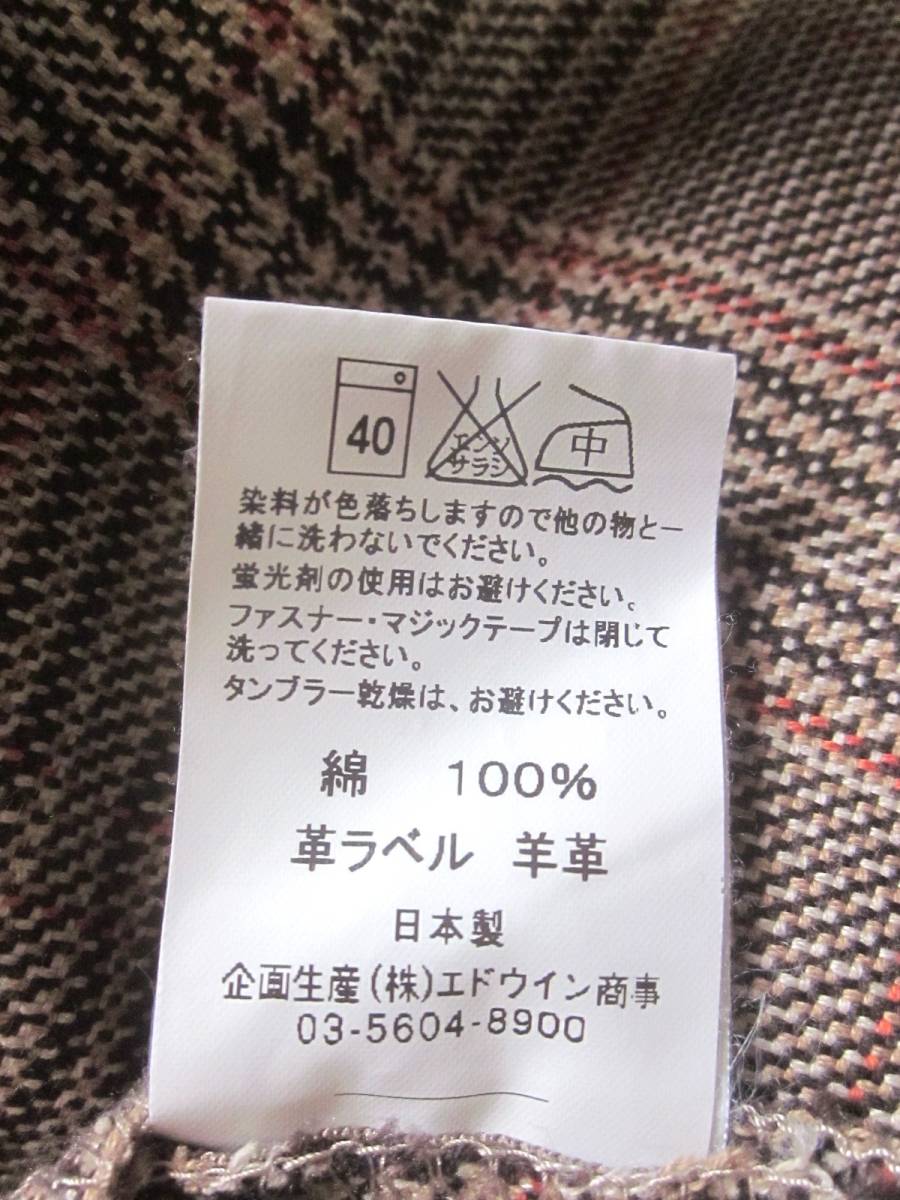 40 エンソ 中
サラシ
染料が色落ちしますので他の物と一
緒に洗わないでください。
蛍光剤の使用はお避けください。
ファスナー・マジックテープは閉じて
洗ってください。
タンブラー乾燥は、お避けください。
綿 100%
革ラベル 羊革
日本製
企画生産(株)エドウイン商事
03-5604-8900